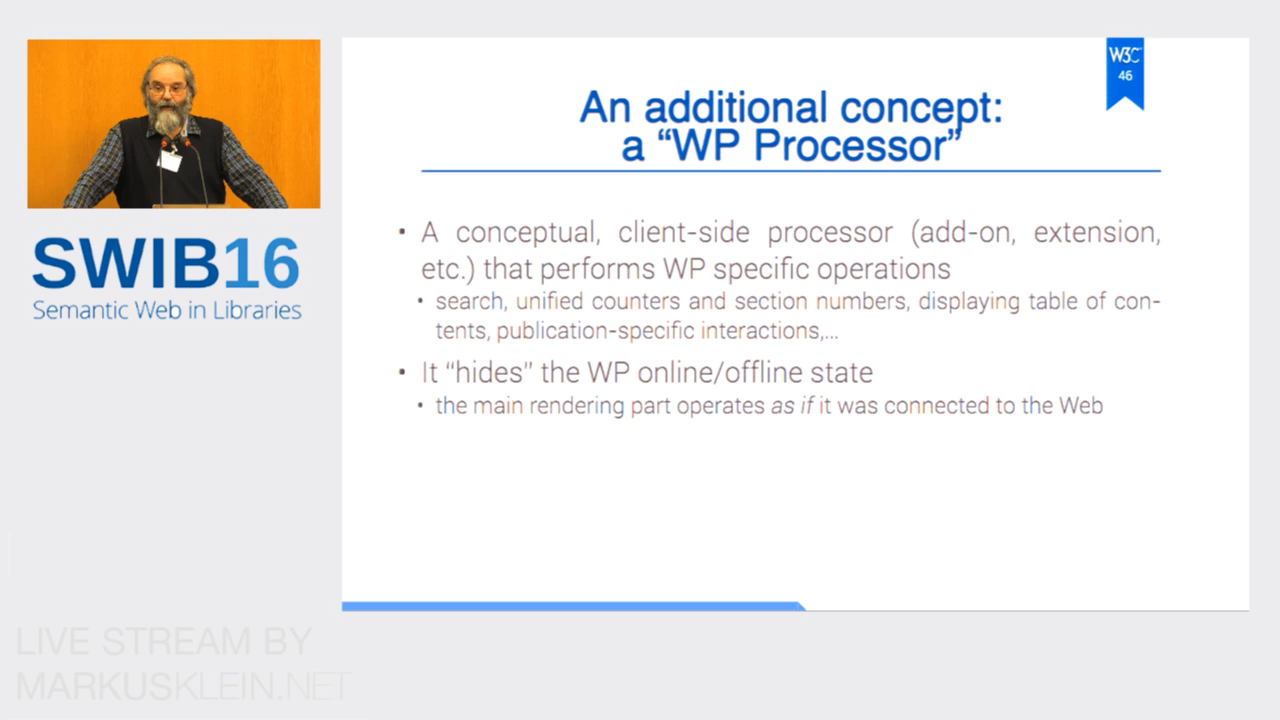 SWIB16
Semantic Web in Libraries
LIVE STREAM BY
MARKUSKLEIN.NET
W3C
46
An additional concept:
a “WP Processor”
• A conceptual, client-side processor (add-on, extension,
etc.) that performs WP specific operations
• search, unified counters and section numbers, displaying table of con-
tents, publication-specific interactions,...
• It “hides” the WP online/offline state
• the main rendering part operates as if it was connected to the Web